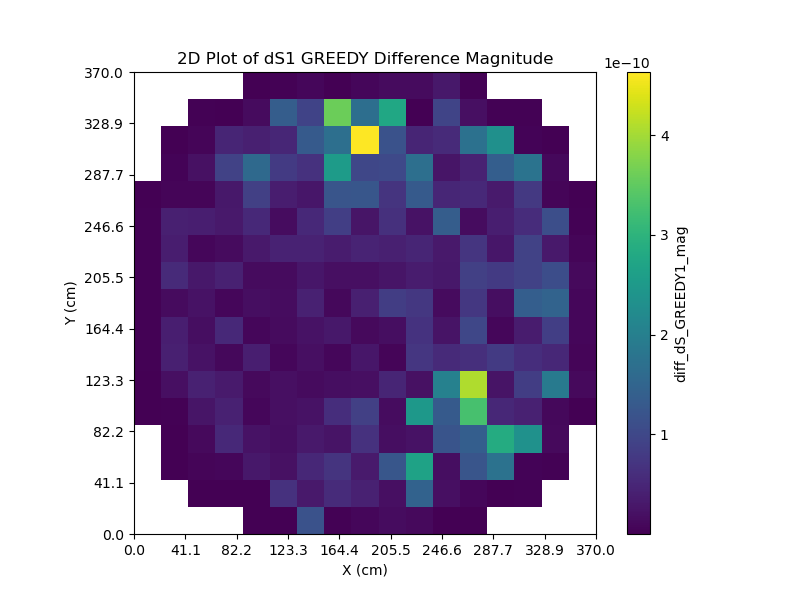 2D Plot of dS1 GREEDY Difference Magnitude
1e−10
370.0
328.9
287.7
246.6
205.5
164.4
123.3
82.2
41.1
0.0
Y (cm)
0.0 41.1 82.2 123.3 164.4 205.5 246.6 287.7 328.9 370.0
X (cm)
4
3
2
1
diff_dS_GREEDY1_mag